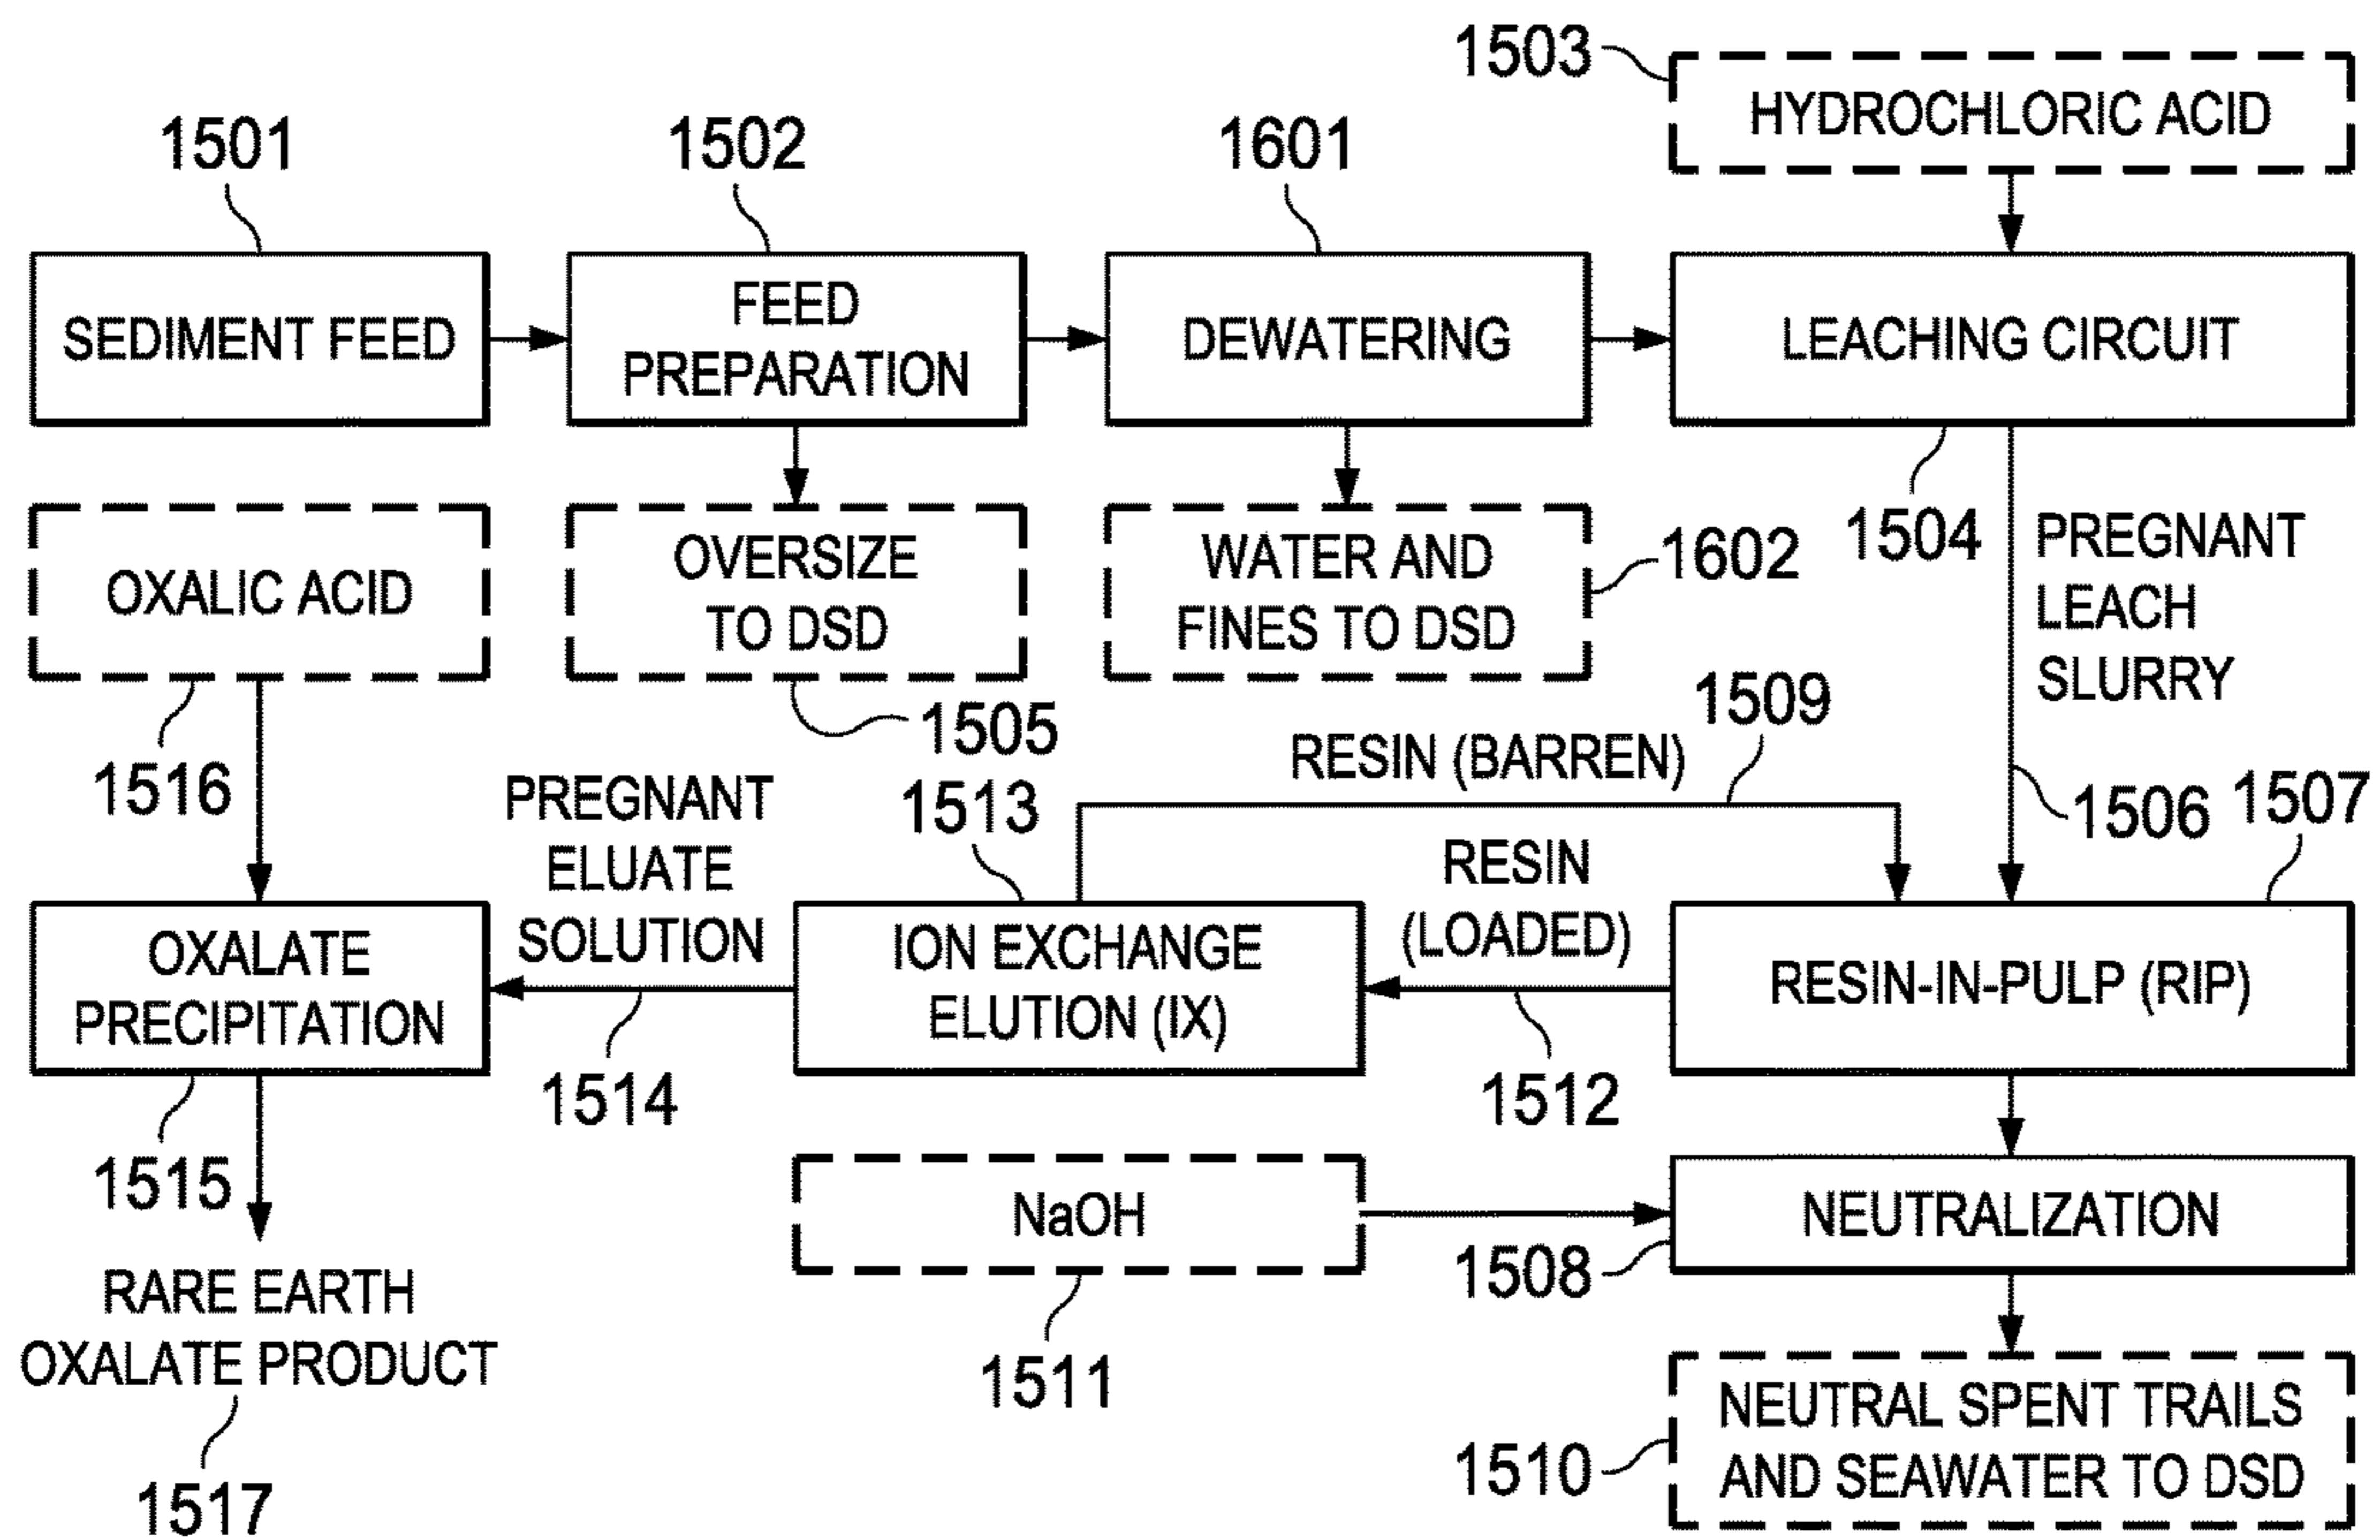 1503
HYDROCHLORIC ACID
1501
1502
1601
SEDIMENT FEED
FEED
PREPARATION
DEWATERING
LEACHING CIRCUIT
OXALIC ACID
OVERSIZE
TO DSD
WATER AND
FINES TO DSD
1602
1504
PREGNANT
LEACH
SLURRY
1516
1505
1509
RESIN (BARREN)
1506
1507
PREGNANT
ELUATE
SOLUTION
1513
RESIN
(LOADED)
OXALATE
PRECIPITATION
ION EXCHANGE
ELUTION (IX)
RESIN-IN-PULP (RIP)
1514
1512
1515
NaOH
NEUTRALIZATION
1508
RARE EARTH
OXALATE PRODUCT
1511
NEUTRAL SPENT TRAILS
AND SEAWATER TO DSD
1510
1517